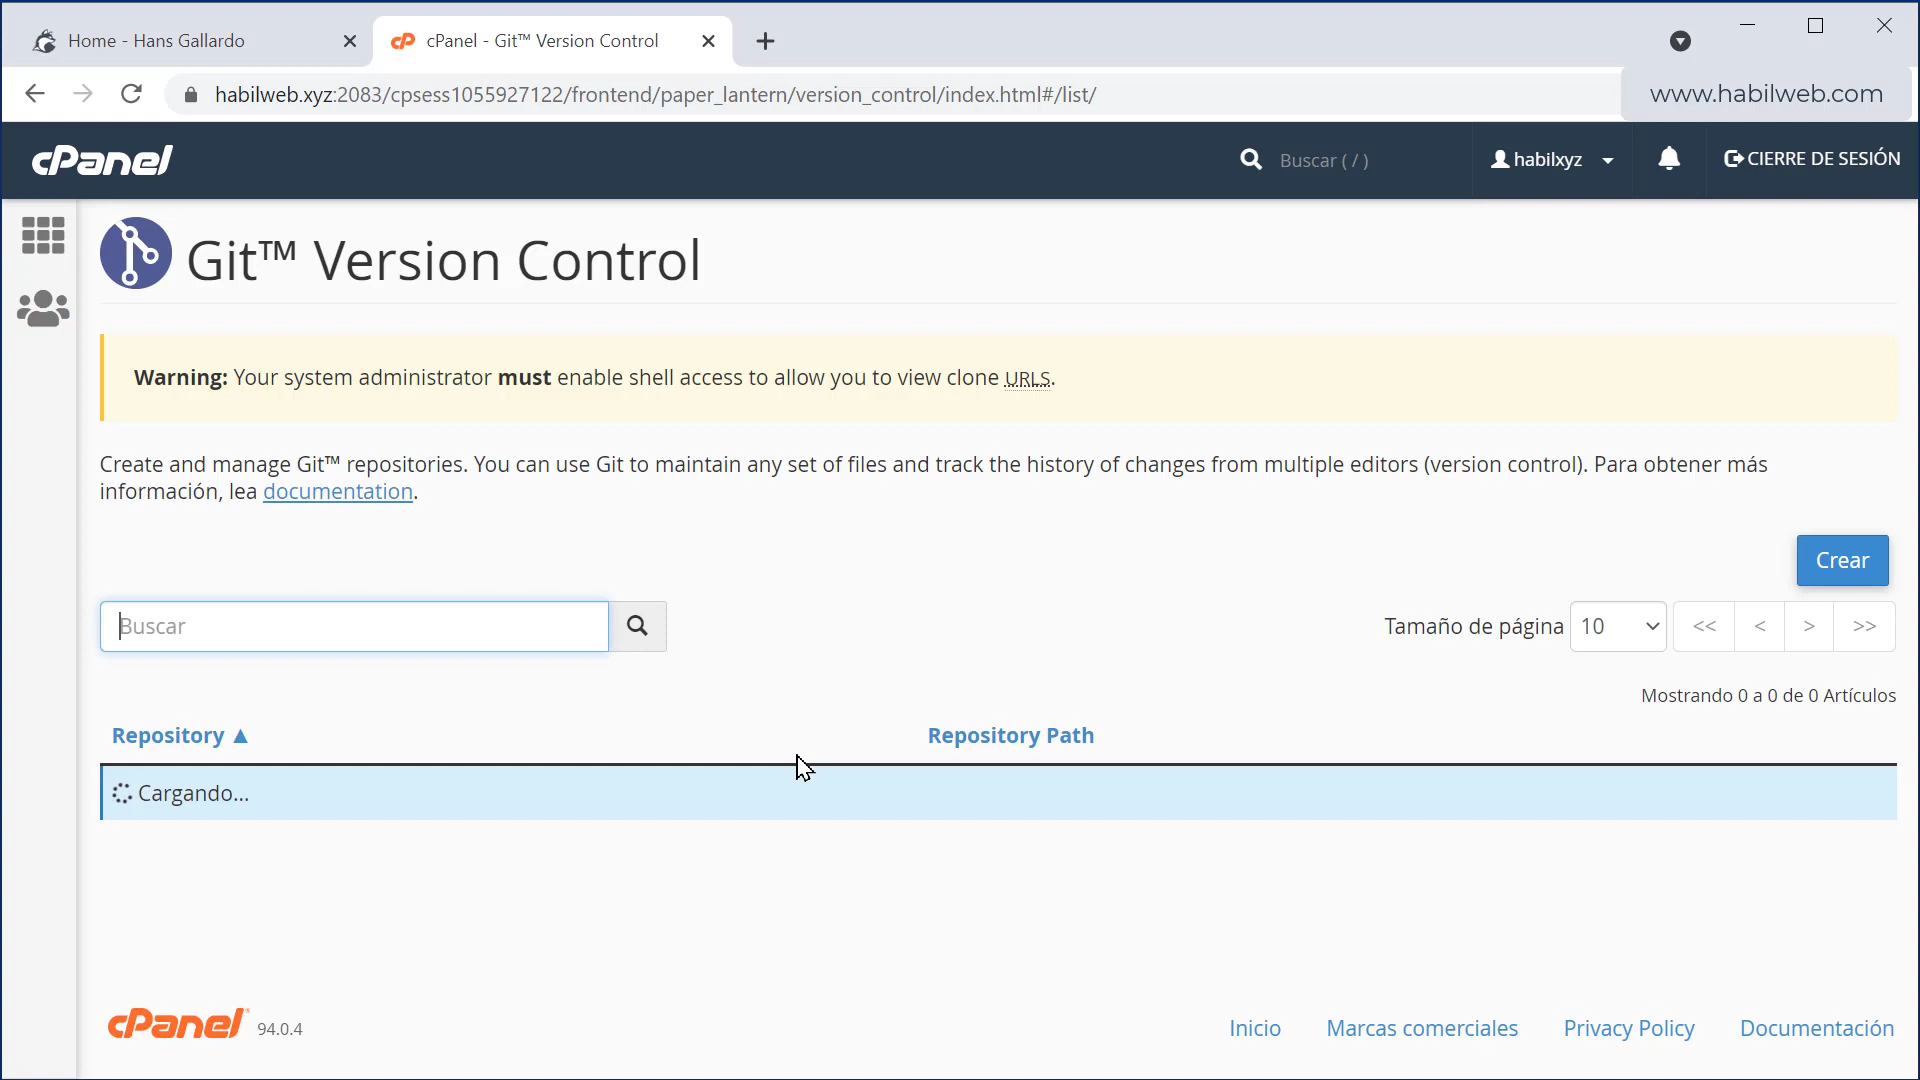 Home - Hans Gallardo
cPanel - Git™ Version Control
habilweb.xyz:2083/cpsess1055927122/frontend/paper_lantern/version_control/index.html#/list/
www.habilweb.com
cPanel
Buscar ( / )
habilxyz
CIERRE DE SESIÓN
Git™ Version Control
Warning: Your system administrator must enable shell access to allow you to view clone URLS.
Create and manage Git™ repositories. You can use Git to maintain any set of files and track the history of changes from multiple editors (version control). Para obtener más
información, lea documentation.
Crear
Buscar
Tamaño de página 10 << < > >>
Mostrando 0 a 0 de 0 Artículos
Repository ▲ Repository Path
Cargando...
cPanel 94.0.4
Inicio Marcas comerciales Privacy Policy Documentación